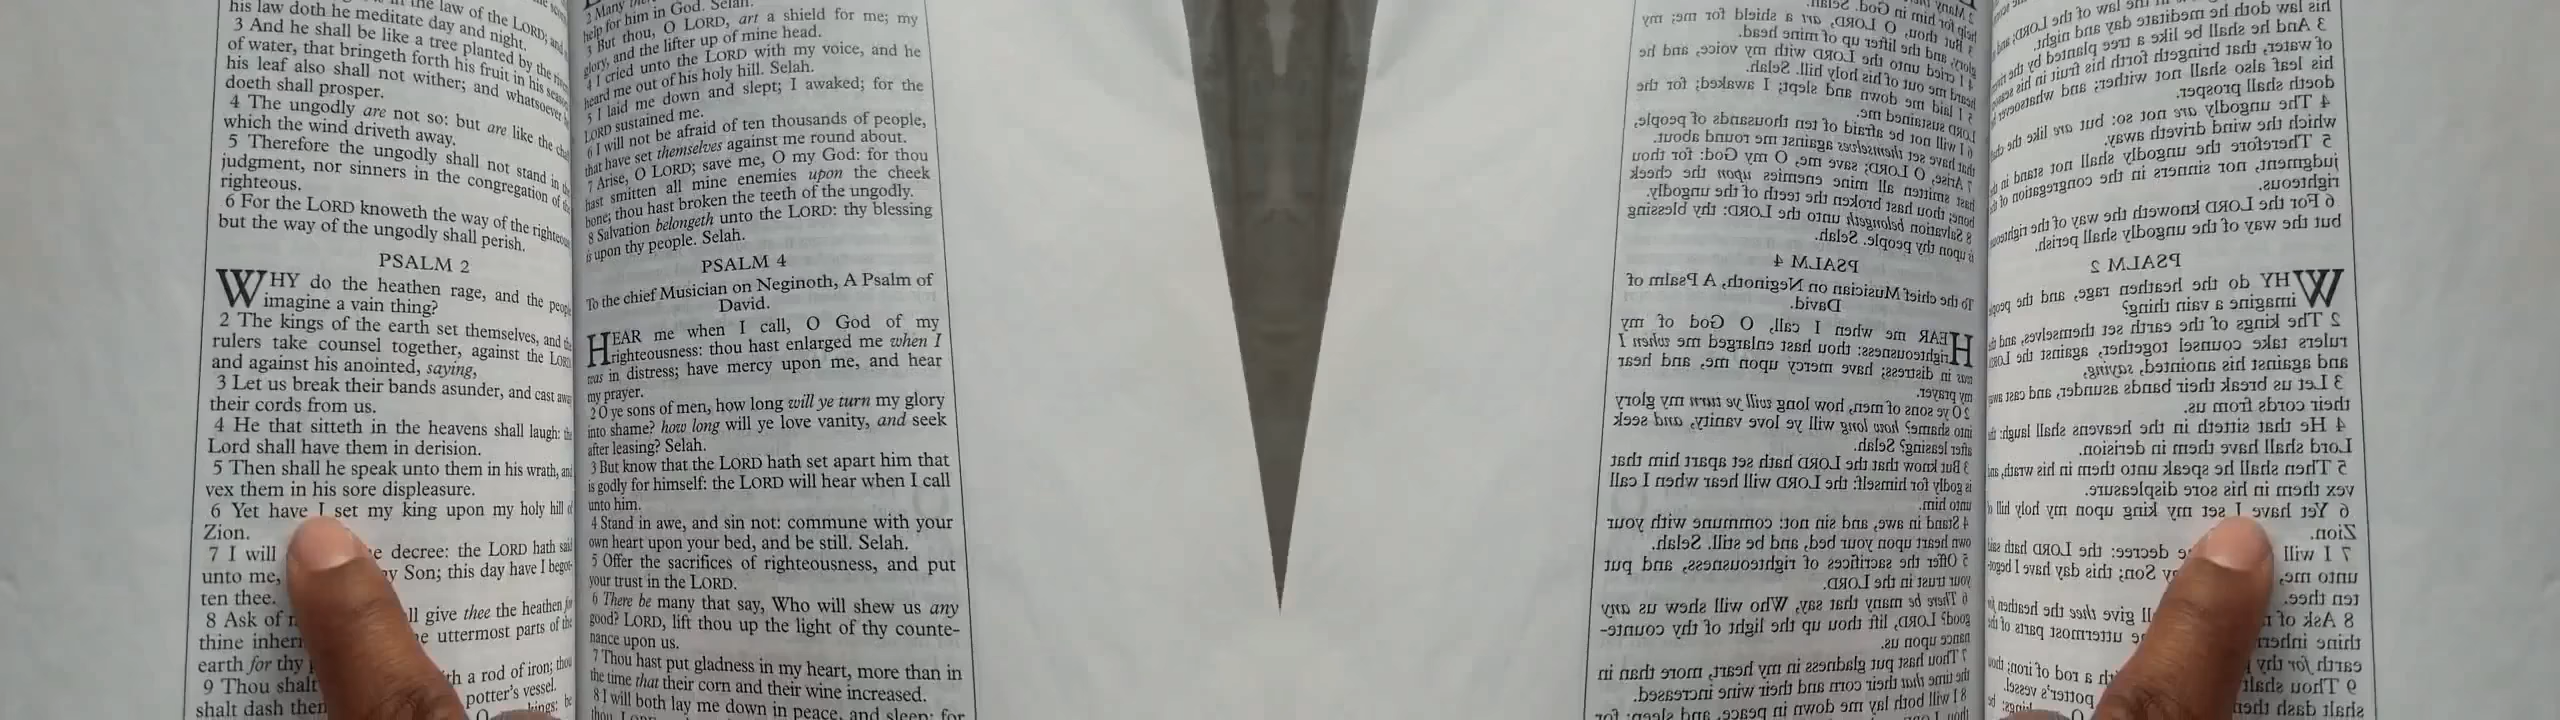 in the law of the LORD; and
his law doth he meditate day and night.
3 And he shall be like a tree planted by the
of water, that bringeth forth his fruit in his
his leaf also shall not wither; and whatsoever
doeth shall prosper.
4 The ungodly are not so: but are like the
which the wind driveth away.
5 Therefore the ungodly shall not stand in
judgment, nor sinners in the congregation of
righteous.
6 For the LORD knoweth the way of the
but the way of the ungodly shall perish.
PSALM 2
WHY do the heathen rage, and the
imagine a vain thing?
2 The kings of the earth set themselves, and
rulers take counsel together, against the
and against his anointed, saying,
3 Let us break their bands asunder, and cast
their cords from us.
4 He that sitteth in the heavens shall laugh:
Lord shall have them in derision.
5 Then shall he speak unto them in his wrath,
vex them in his sore displeasure.
6 Yet have I set my king upon my holy hill
Zion.
7 I will decree: the LORD hath
unto me, Son; this day have I begot-
ten thee.
8 Ask of give thee the heathen
thine uttermost parts of
earth for thy
9 Thou shalt a rod of iron;
shalt dash potter's vessel.
help for him in God. Selah.
3 But thou, O LORD, art a shield for me; my
glory, and the lifter up of mine head.
4 I cried unto the LORD with my voice, and he
heard me out of his holy hill. Selah.
5 I laid me down and slept; I awaked; for the
LORD sustained me.
6 I will not be afraid of ten thousands of people,
that have set themselves against me round about.
7 Arise, O LORD; save me, O my God: for thou
hast smitten all mine enemies upon the cheek
bone; thou hast broken the teeth of the ungodly.
8 Salvation belongeth unto the LORD: thy blessing
is upon thy people. Selah.
PSALM 4
To the chief Musician on Neginoth, A Psalm of
David.
HEAR me when I call, O God of my
righteousness: thou hast enlarged me when I
was in distress; have mercy upon me, and hear
my prayer.
2 O ye sons of men, how long will ye turn my glory
into shame? how long will ye love vanity, and seek
after leasing? Selah.
3 But know that the LORD hath set apart him that
is godly for himself: the LORD will hear when I call
unto him.
4 Stand in awe, and sin not: commune with your
own heart upon your bed, and be still. Selah.
5 Offer the sacrifices of righteousness, and put
your trust in the LORD.
6 There be many that say, Who will shew us any
good? LORD, lift thou up the light of thy counte-
nance upon us.
7 Thou hast put gladness in my heart, more than in
the time that their corn and their wine increased.
8 I will both lay me down in peace, and sleep: for